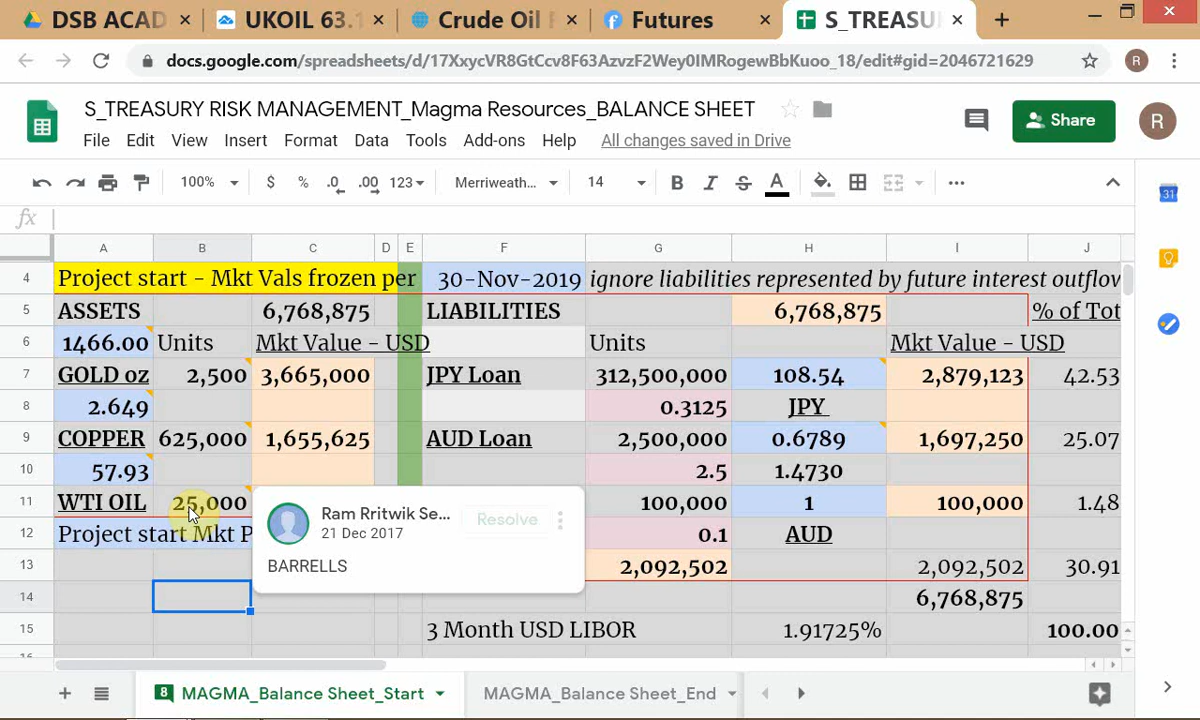 DSB ACAD
UKOIL 63.1
Crude Oil
Futures
S_TREASU
docs.google.com/spreadsheets/d/17XxycVR8GtCcv8F63AzvzF2Wey0IMRogewBbKuoo_18/edit#gid=2046721629
R
S_TREASURY RISK MANAGEMENT_Magma Resources_BALANCE SHEET
Share
R
File Edit View Insert Format Data Tools Add-ons Help All changes saved in Drive
100% $ % .0 .00 123 Merriweath... 14 B I S A
31
fx
A B C D E F G H I J
4 Project start - Mkt Vals frozen per 30-Nov-2019 ignore liabilities represented by future interest outflov
5 ASSETS 6,768,875 LIABILITIES 6,768,875 % of Tot
6 1466.00 Units Mkt Value - USD Units Mkt Value - USD
7 GOLD oz 2,500 3,665,000 JPY Loan 312,500,000 108.54 2,879,123 42.53
8 2.649 0.3125 JPY
9 COPPER 625,000 1,655,625 AUD Loan 2,500,000 0.6789 1,697,250 25.07
10 57.93 2.5 1.4730
11 WTI OIL 25,000 100,000 1 100,000 1.48
Ram Rritwik Se... Resolve
21 Dec 2017
BARRELLS
12 Project start Mkt P 0.1 AUD
13 2,092,502 2,092,502 30.91
14 6,768,875
15 3 Month USD LIBOR 1.91725% 100.00
8 MAGMA_Balance Sheet_Start MAGMA_Balance Sheet_End